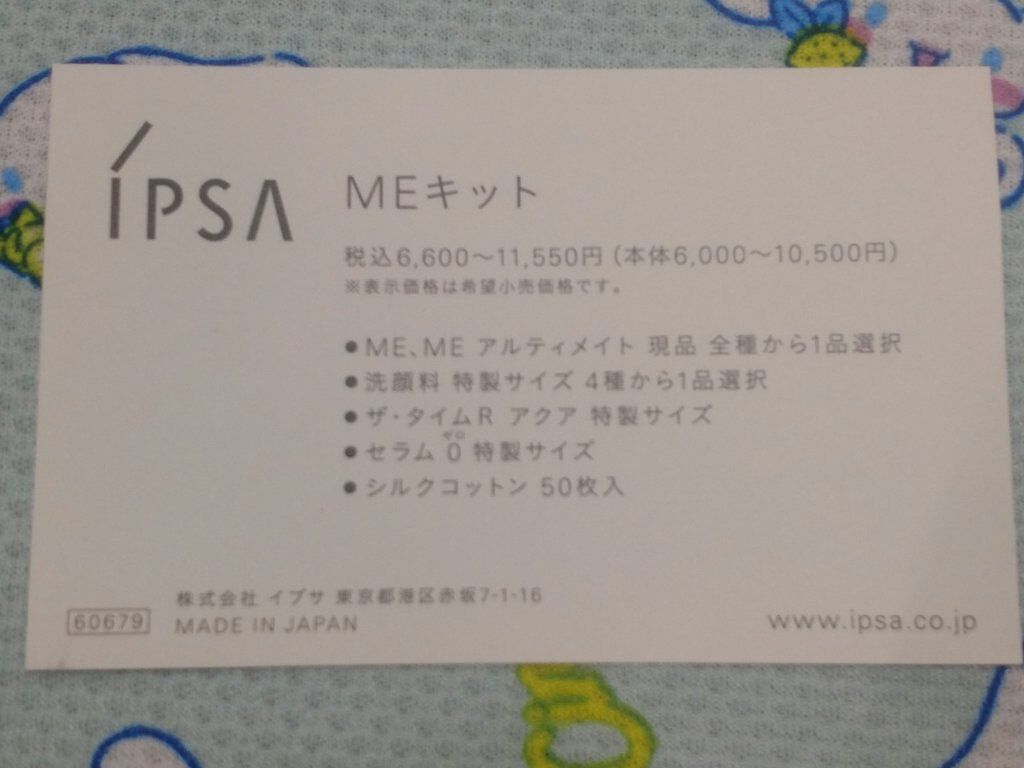 ÍPSA
MEキット
税込6,600〜11,550円(本体6,000〜10,500円)
※表示価格は希望小売価格です。
●ME、ME アルティメイト 現品 全種から1品選択
●洗顔料 特製サイズ 4種から1品選択
●ザ・タイムR アクア 特製サイズ
ゼロ
●セラム 0 特製サイズ
●シルクコットン 50枚入
株式会社 イプサ 東京都港区赤坂7-1-16
60679 MADE IN JAPAN
www.ipsa.co.jp